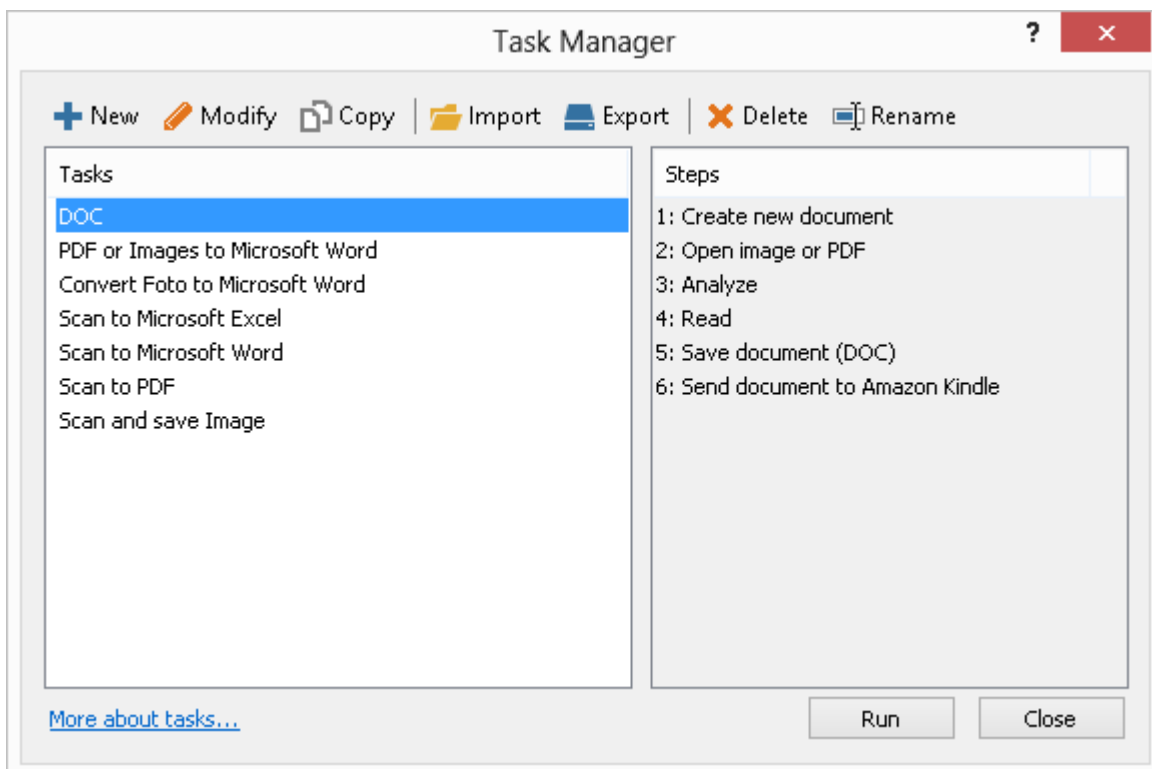 Task Manager
?
New Modify Copy Import Export Delete Rename
Tasks
DOC
PDF or Images to Microsoft Word
Convert Foto to Microsoft Word
Scan to Microsoft Excel
Scan to Microsoft Word
Scan to PDF
Scan and save Image
Steps
1: Create new document
2: Open image or PDF
3: Analyze
4: Read
5: Save document (DOC)
6: Send document to Amazon Kindle
More about tasks...
Run Close